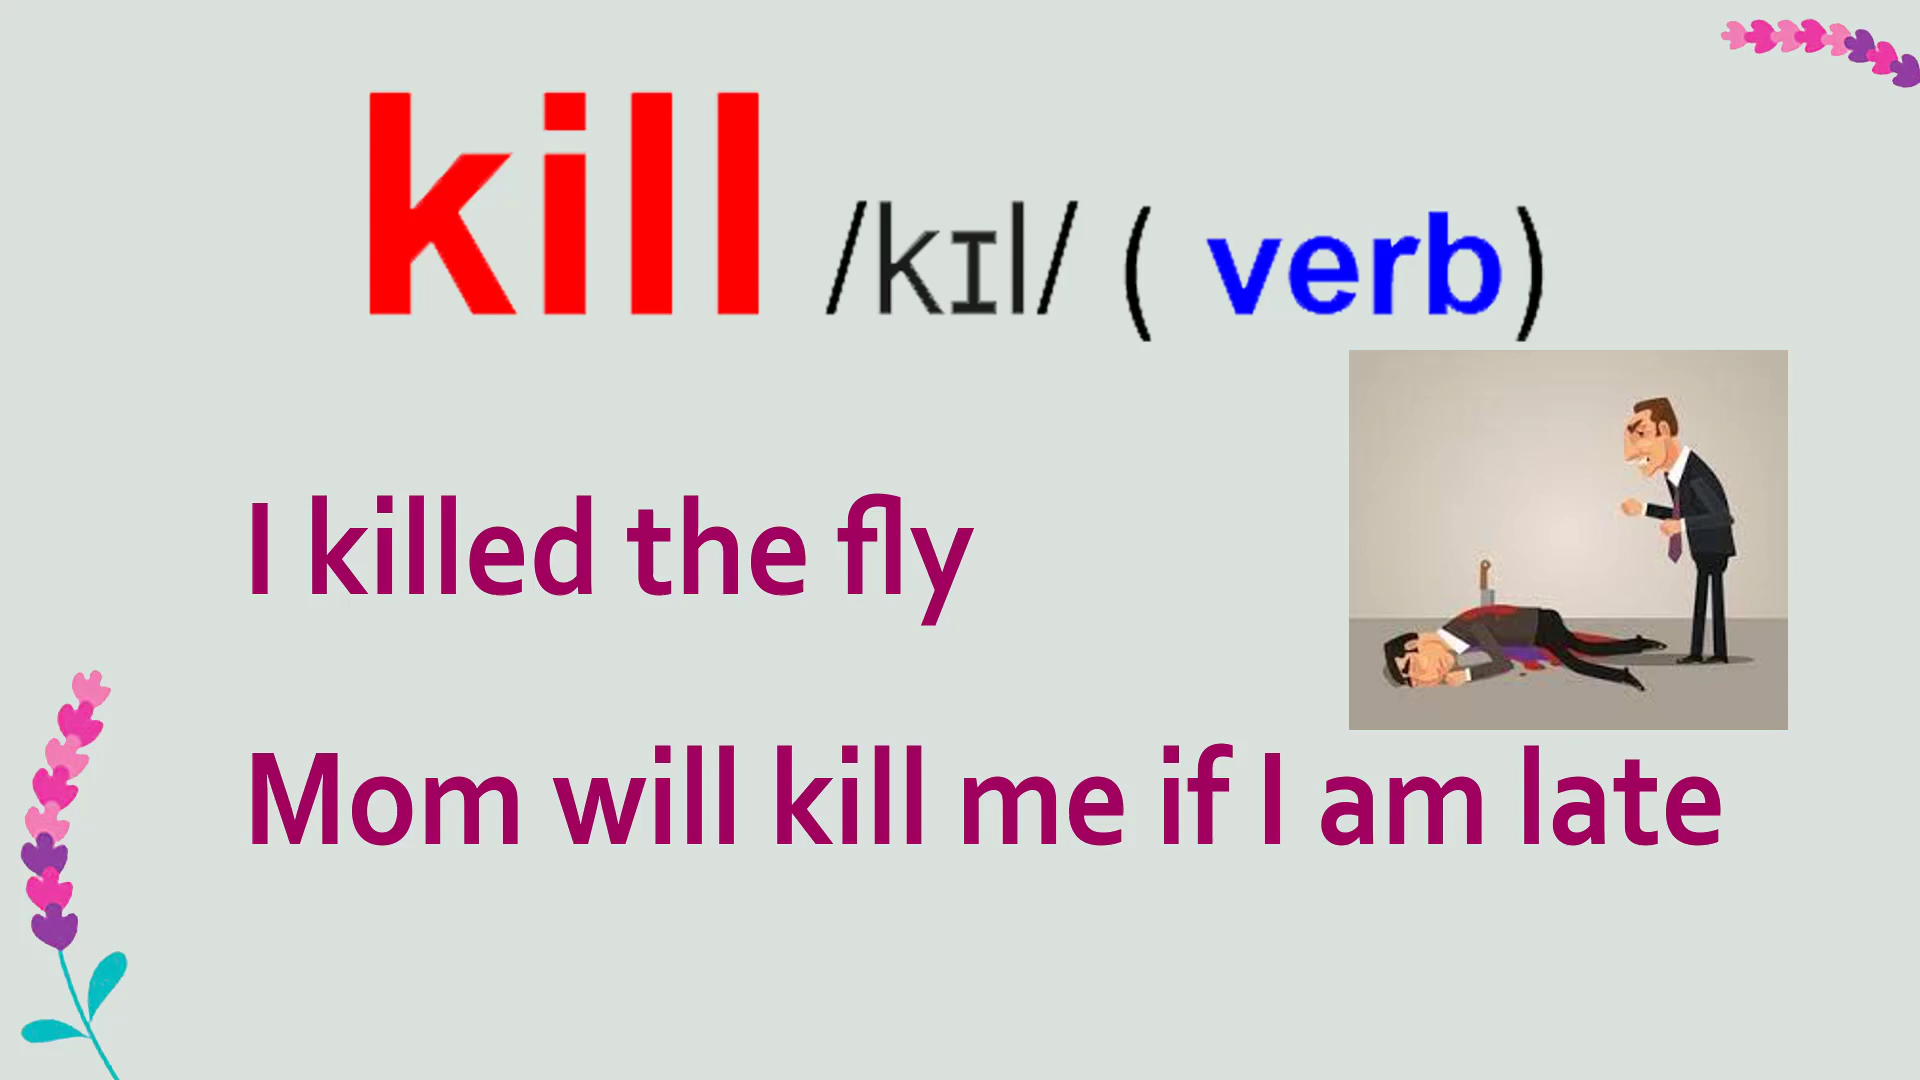 kill /kɪl/ ( verb)
I killed the fly
Mom will kill me if I am late